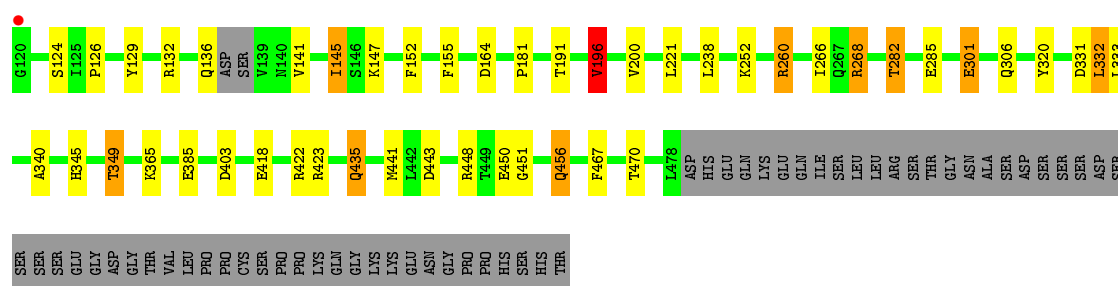 G120 S124 I125 P126 Y129 R132 Q136 ASP SER V139 N140 V141 I145 S146 K147 F152 F155 D164 P181 T191 V196 V200 L221 L238 K252 R260 I266 Q267 R268 T282 E285 E301 Q306 Y320 D331 L332 L333
A340 H345 T349 K365 E385 D403 E418 R422 R423 Q435 M441 L442 D443 R448 T449 E450 G451 Q456 F467 T470 L478 ASP HIS GLU GLN LYS GLU GLN ILE SER LEU LEU ARG SER THR GLY ASN ALA SER ASP SER SER SER ASP SER
SER SER SER GLU GLY ASP GLY THR VAL LEU PRO PRO CYS SER PRO PRO LYS GLN GLY LYS LYS GLU ASN GLY PRO PRO HIS SER HIS THR